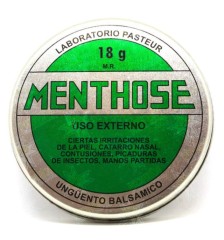 LABORATORIO PASTEUR
18 g
M.R.
MENTHOSE
USO EXTERNO
CIERTAS IRRITACIONES
DE LA PIEL, CATARRO NASAL,
CONTUSIONES, PICADURAS
DE INSECTOS, MANOS PARTIDAS
UNGÜENTO BALSAMICO